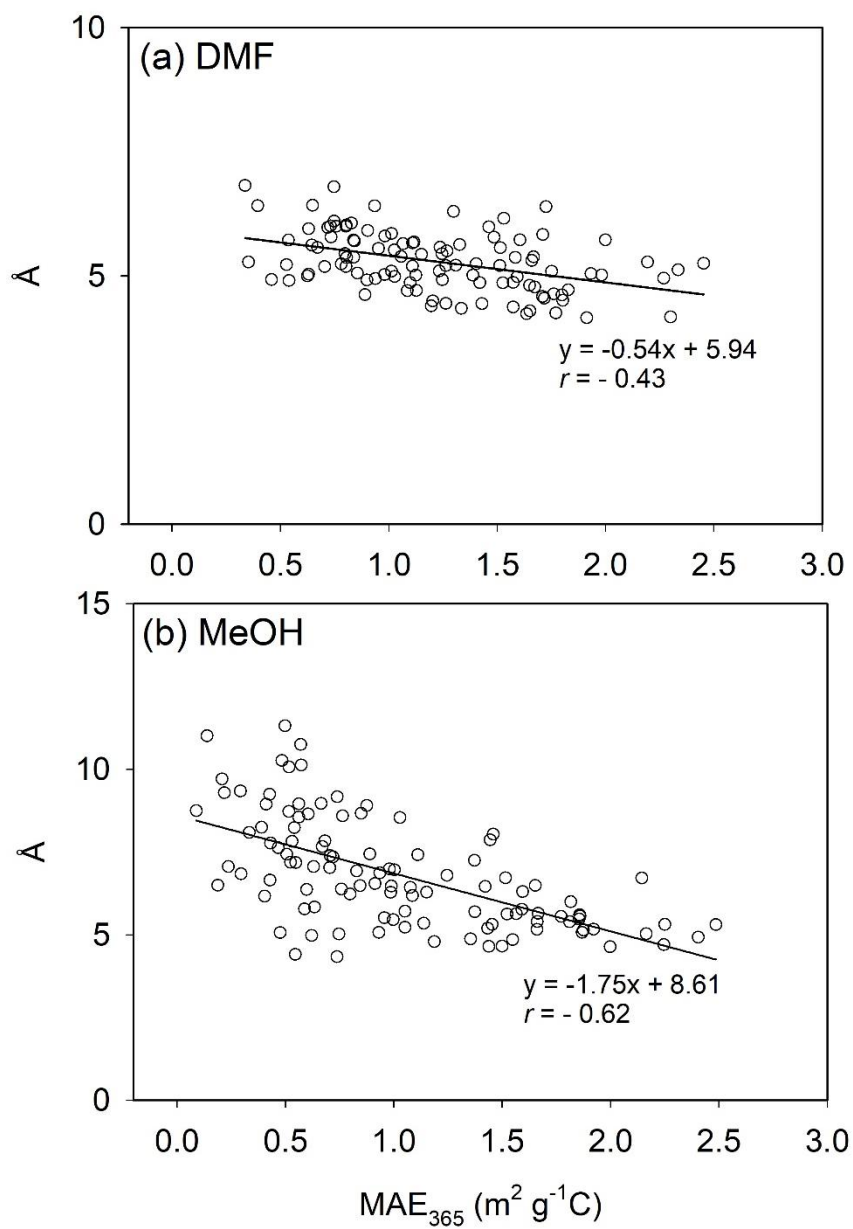 (a) DMF
10
5
0
Å
y = -0.54x + 5.94
r = - 0.43
0.0 0.5 1.0 1.5 2.0 2.5 3.0
(b) MeOH
15
10
5
0
Å
y = -1.75x + 8.61
r = - 0.62
0.0 0.5 1.0 1.5 2.0 2.5 3.0
MAE₃₆₅ (m² g⁻¹C)